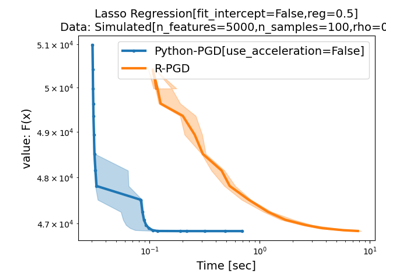 Lasso Regression[fit_intercept=False,reg=0.5]
Data: Simulated[n_features=5000,n_samples=100,rho=0
Python-PGD[use_acceleration=False]
R-PGD
value: F(x)
5.1 × 10⁴
5 × 10⁴
4.9 × 10⁴
4.8 × 10⁴
4.7 × 10⁴
10⁻¹
10⁰
10¹
Time [sec]